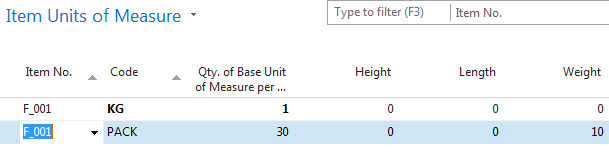 Item Units of Measure
Type to filter (F3) Item No.
Item No. Code Qty. of Base Unit of Measure per ... Height Length Weight
F_001 KG 1 0 0 0
F_001 PACK 30 0 0 10